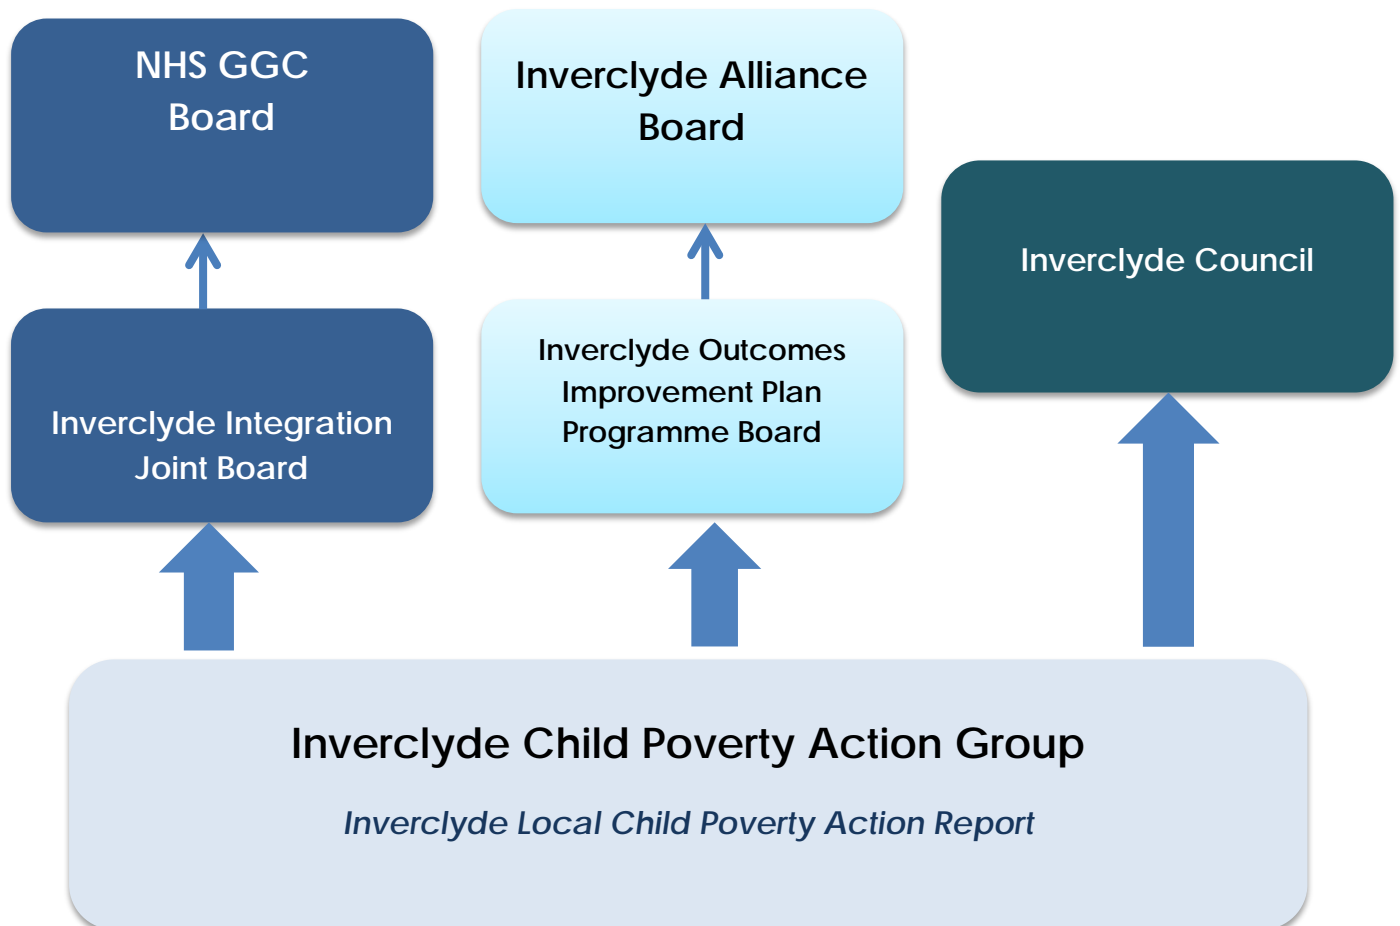 NHS GGC
Board
Inverclyde Alliance
Board
Inverclyde Council
Inverclyde Integration
Joint Board
Inverclyde Outcomes
Improvement Plan
Programme Board
Inverclyde Child Poverty Action Group
Inverclyde Local Child Poverty Action Report